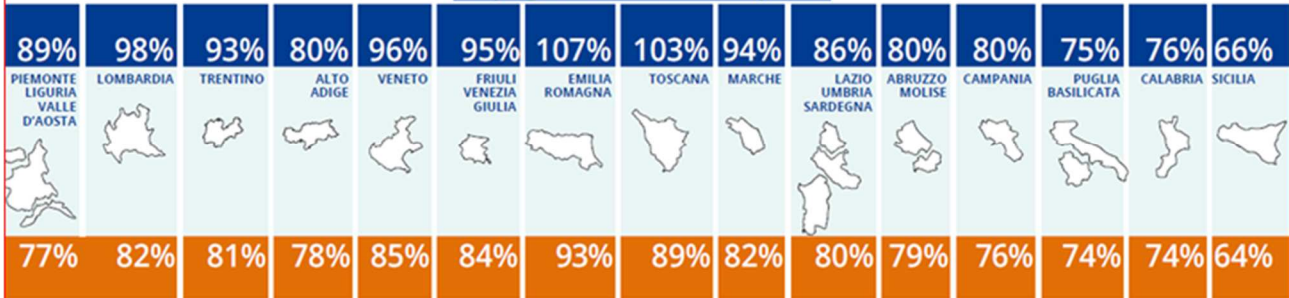 89% 98% 93% 80% 96% 95% 107% 103% 94% 86% 80% 80% 75% 76% 66%
PIEMONTE
LIGURIA
VALLE
D'AOSTA
LOMBARDIA
TRENTINO
ALTO
ADIGE
VENETO
FRIULI
VENEZIA
GIULIA
EMILIA
ROMAGNA
TOSCANA
MARCHE
LAZIO
UMBRIA
SARDEGNA
ABRUZZO
MOLISE
CAMPANIA
PUGLIA
BASILICATA
CALABRIA
SICILIA
77% 82% 81% 78% 85% 84% 93% 89% 82% 80% 79% 76% 74% 74% 64%